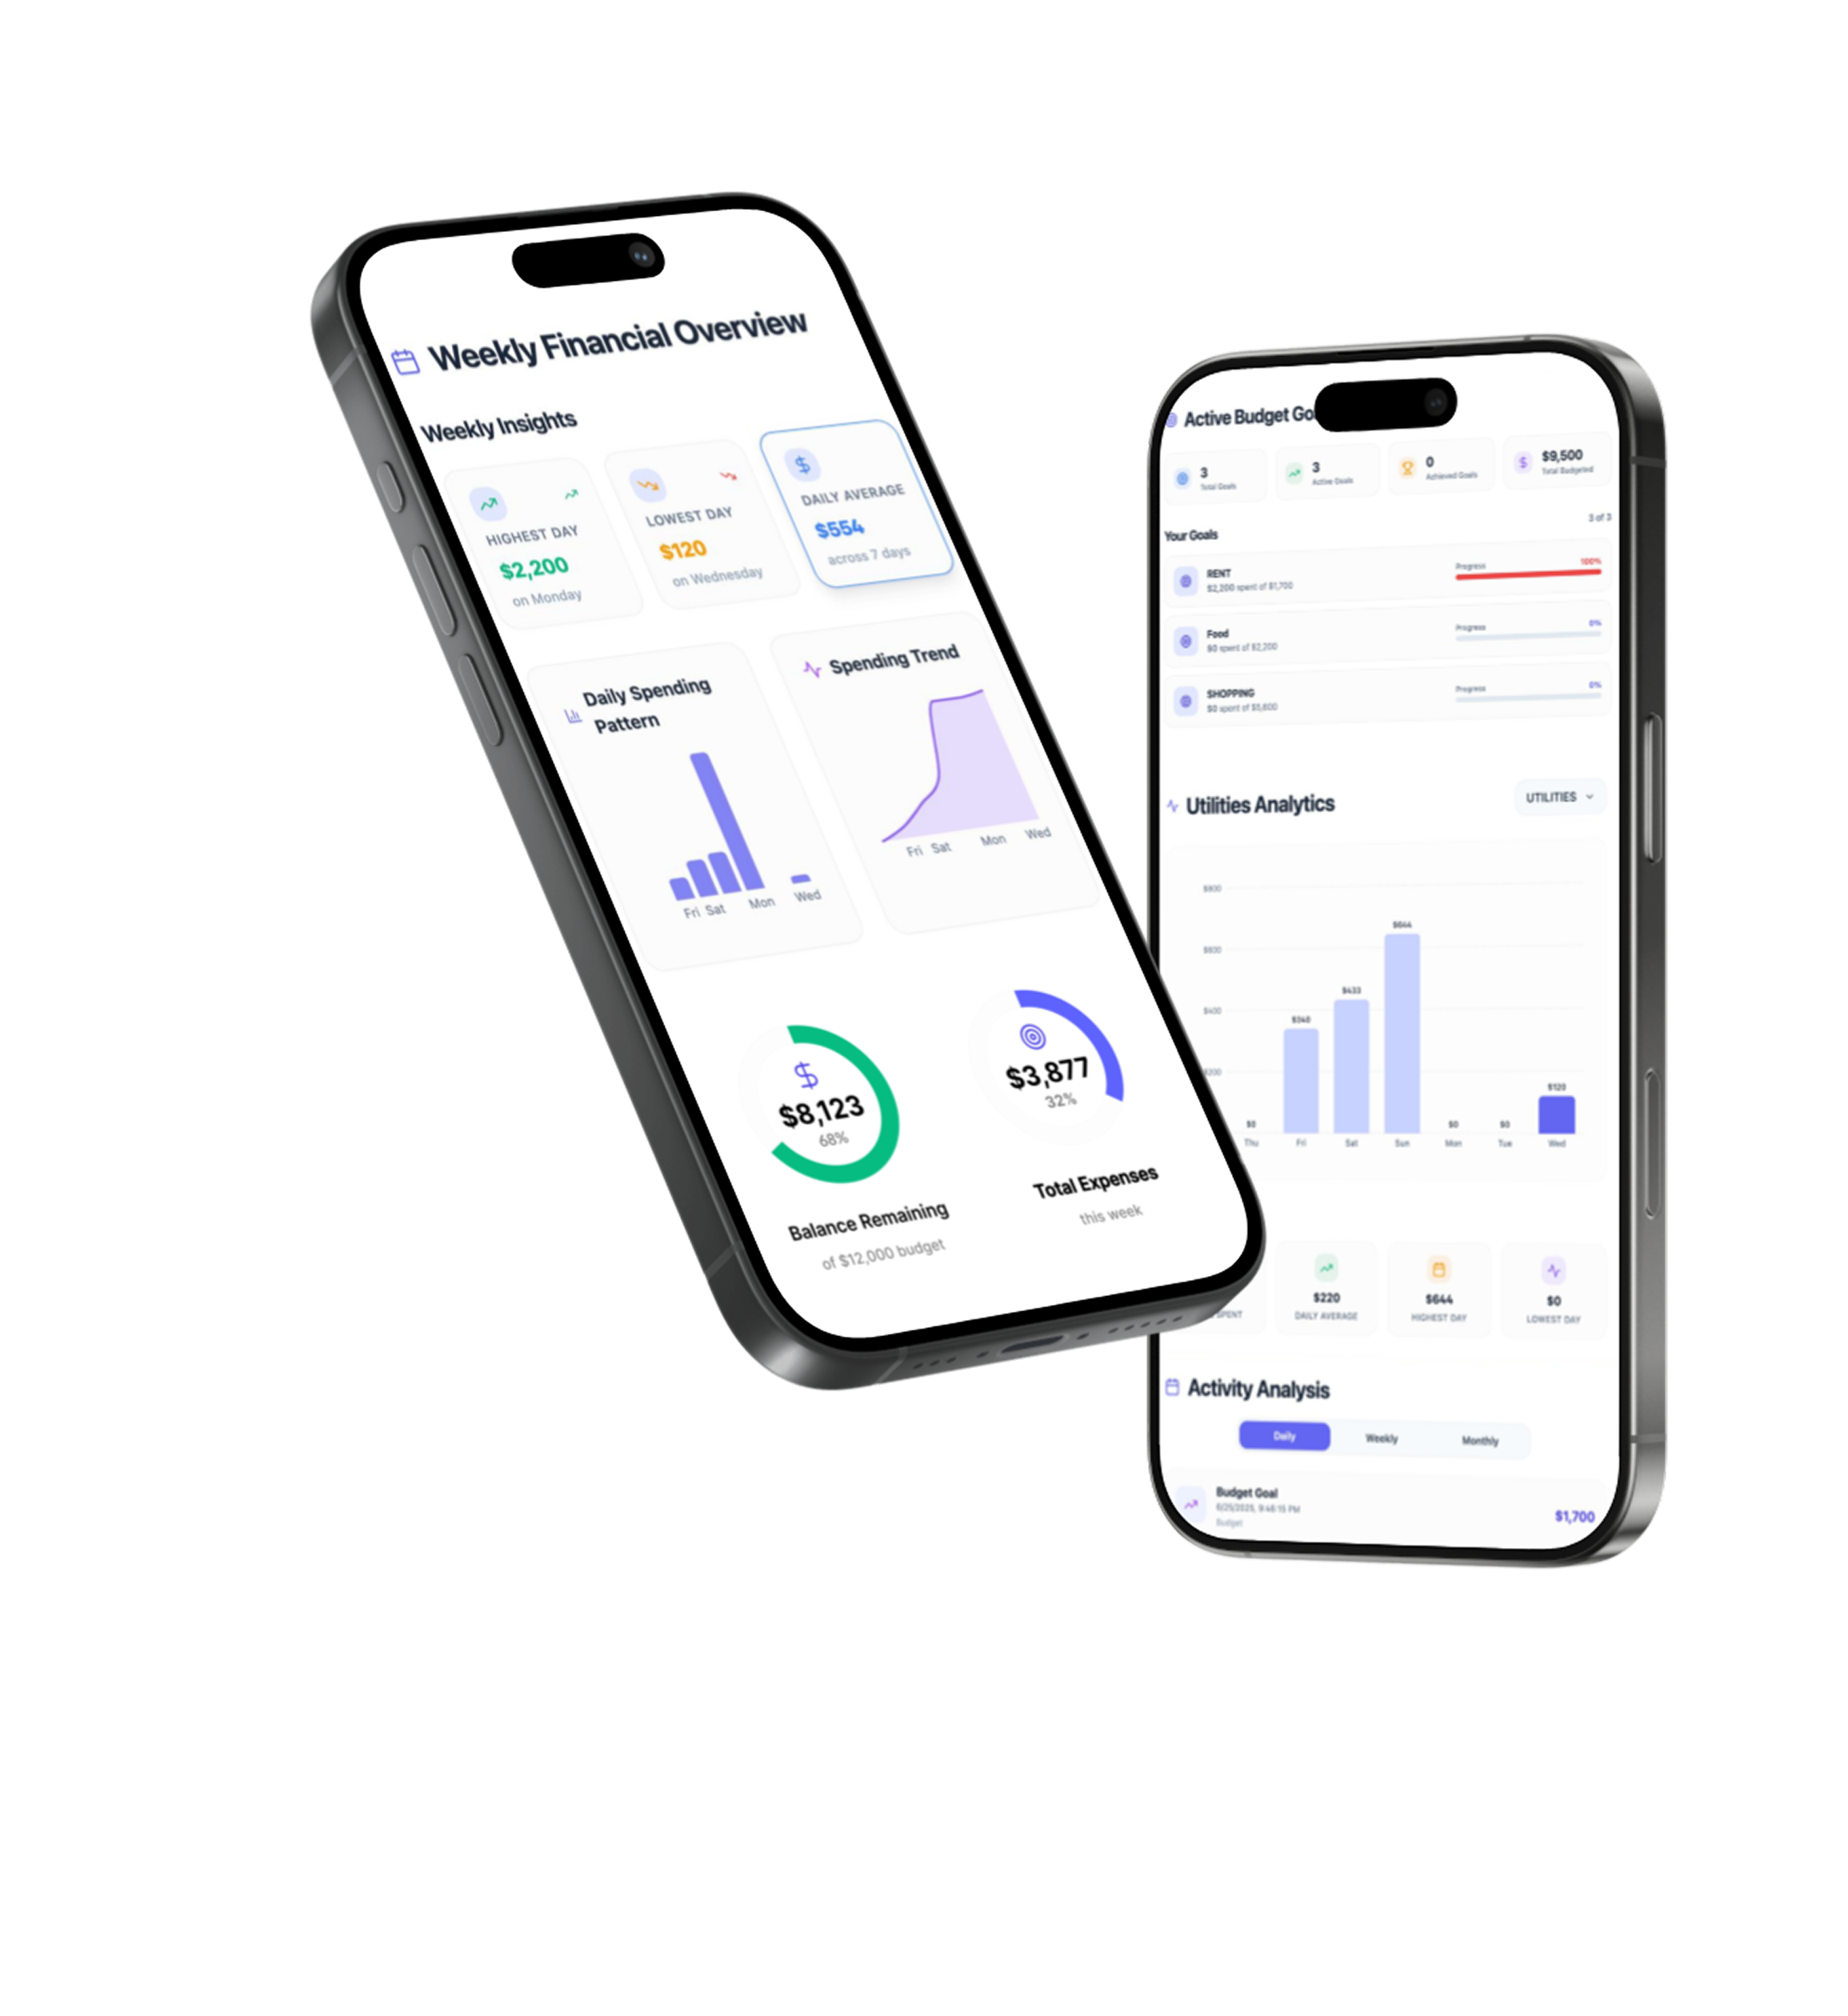 Weekly Financial Overview
Weekly Insights
HIGHEST DAY
$2,200
on Monday
LOWEST DAY
$120
on Wednesday
DAILY AVERAGE
$554
across 7 days
Daily Spending
Pattern
Fri Sat Mon Wed
Spending Trend
Fri Sat Mon Wed
$8,123
68%
Balance Remaining
of $12,000 budget
$3,877
32%
Total Expenses
this week
Active Budget Go
3
Total Goals
3
Active Goals
0
Achieved Goals
$9,500
Total Budgeted
Your Goals
3 of 3
RENT
$2,200 spent of $1,700
Progress 100%
Food
$0 spent of $2,200
Progress 0%
SHOPPING
$0 spent of $5,600
Progress 0%
Utilities Analytics
UTILITIES
$800
$600
$400
$200
$0 $340 $433 $644 $0 $0 $120
Thu Fri Sat Sun Mon Tue Wed
SPENT
$220
DAILY AVERAGE
$644
HIGHEST DAY
$0
LOWEST DAY
Activity Analysis
Daily Weekly Monthly
Budget Goal
6/25/2025, 9:46:15 PM
Budget
$1,700